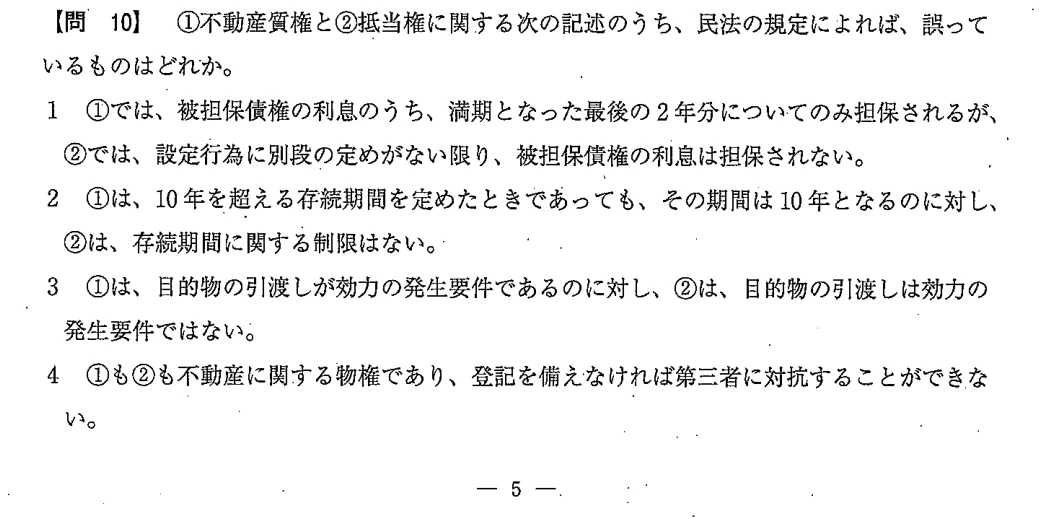 【問 10】 ①不動産質権と②抵当権に関する次の記述のうち、民法の規定によれば、誤って
いるものはどれか。
1 ①では、被担保債権の利息のうち、満期となった最後の2年分についてのみ担保されるが、
②では、設定行為に別段の定めがない限り、被担保債権の利息は担保されない。
2 ①は、10年を超える存続期間を定めたときであっても、その期間は10年となるのに対し、
②は、存続期間に関する制限はない。
3 ①は、目的物の引渡しが効力の発生要件であるのに対し、②は、目的物の引渡しは効力の
発生要件ではない。
4 ①も②も不動産に関する物権であり、登記を備えなければ第三者に対抗することができな
い。
— 5 —